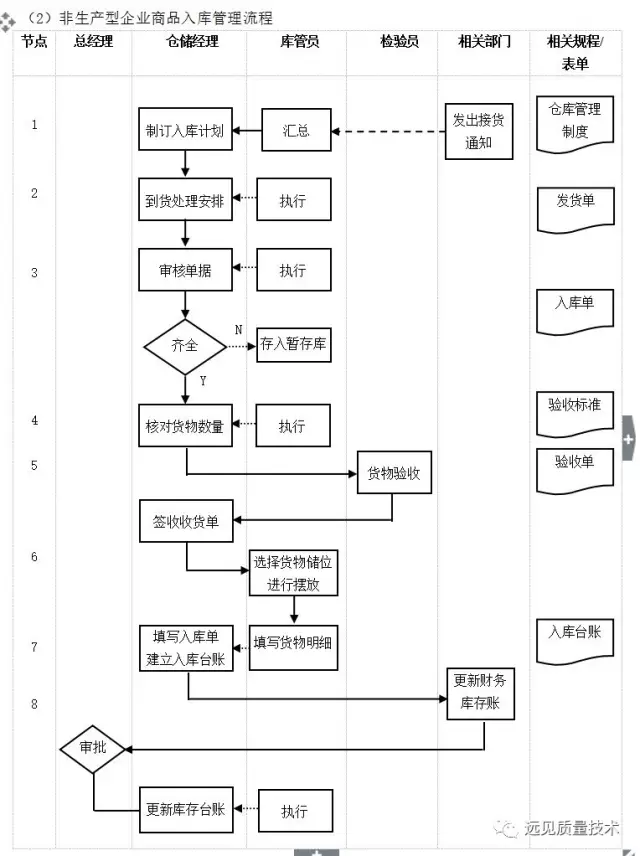 （2）非生产型企业商品入库管理流程
节点
总经理
仓储经理
库管员
检验员
相关部门
相关规程/
表单
1
制订入库计划
汇总
发出接货
通知
仓库管理
制度
2
到货处理安排
执行
发货单
3
审核单据
执行
入库单
齐全
N
存入暂存库
Y
4
核对货物数量
执行
验收标准
5
货物验收
验收单
签收收货单
6
选择货物储位
进行摆放
7
填写入库单
建立入库台账
填写货物明细
入库台账
8
更新财务
库存账
审批
更新库存台账
执行
远见质量技术